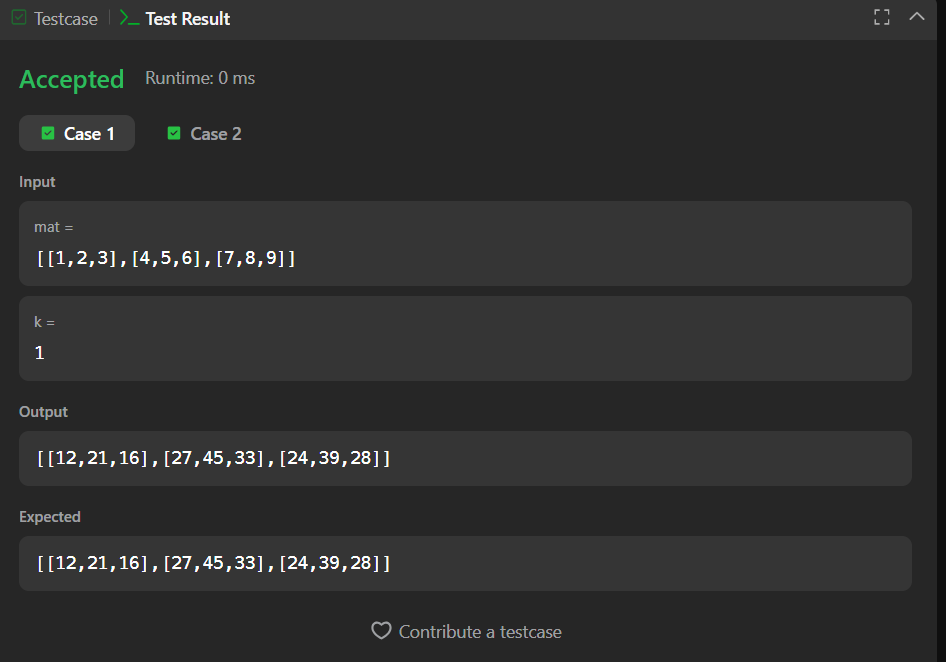 Testcase | >_ Test Result
Accepted Runtime: 0 ms
Case 1 Case 2
Input
mat =
[[1,2,3],[4,5,6],[7,8,9]]
k =
1
Output
[[12,21,16],[27,45,33],[24,39,28]]
Expected
[[12,21,16],[27,45,33],[24,39,28]]
Contribute a testcase